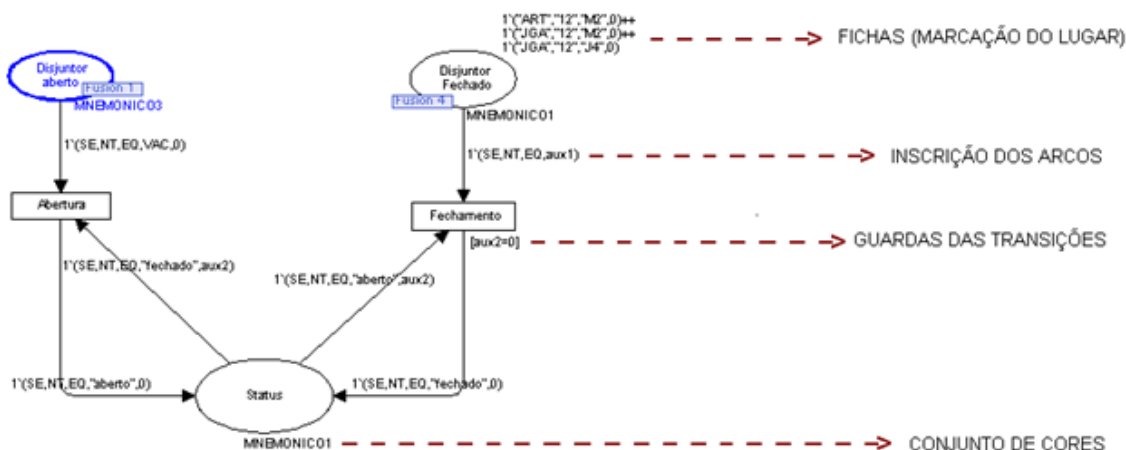 1`("ART","12","M2",0)++
1`("JGA","12","M2",0)++
1`("JGA","12","J4",0)
FICHAS (MARCAÇÃO DO LUGAR)
Disjuntor
aberto
Fusion 1
MNEMONICO3
Disjuntor
Fechado
Fusion 4
MNEMONICO1
1`(SE,NT,EQ,VAC,0)
1`(SE,NT,EQ,aux1)
INSCRIÇÃO DOS ARCOS
Abertura
Fechamento
[aux2=0]
GUARDAS DAS TRANSIÇÕES
1`(SE,NT,EQ,"fechado",aux2)
1`(SE,NT,EQ,"aberto",aux2)
1`(SE,NT,EQ,"aberto",0)
Status
1`(SE,NT,EQ,"fechado",0)
MNEMONICO1
CONJUNTO DE CORES